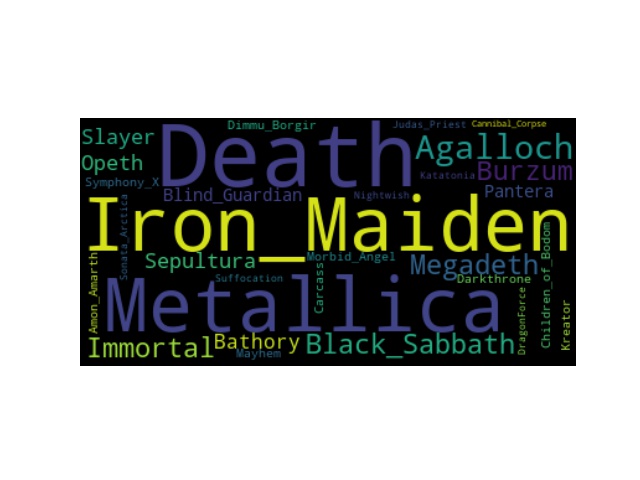 Dimmu_Borgir
Judas_Priest
Cannibal_Corpse
Slayer
Death
Agalloch
Opeth
Burzum
Symphony_X
Katatonia
Blind_Guardian
Nightwish
Pantera
Iron_Maiden
Sonata_Arctica
Sepultura
Morbid_Angel
Megadeth
Children_of_Bodom
Amon_Amarth
Suffocation
Carcass
Darkthrone
Metallica
DragonForce
Kreator
Immortal
Bathory
Black_Sabbath
Mayhem